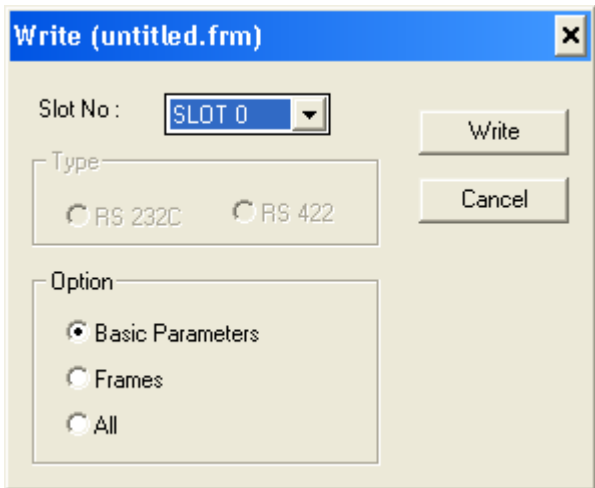 Write (untitled.frm)
Slot No :
SLOT 0
Write
Type
RS 232C
RS 422
Cancel
Option
Basic Parameters
Frames
All